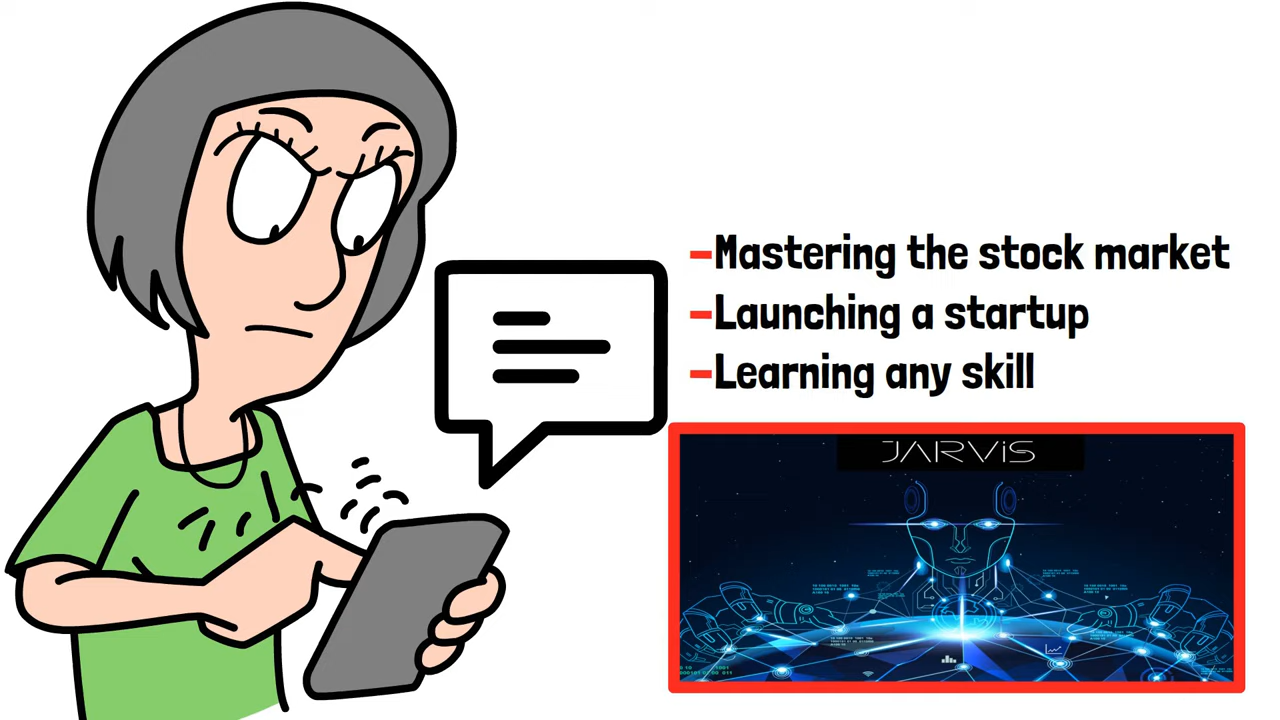 -Mastering the stock market
-Launching a startup
-Learning any skill
JARViS